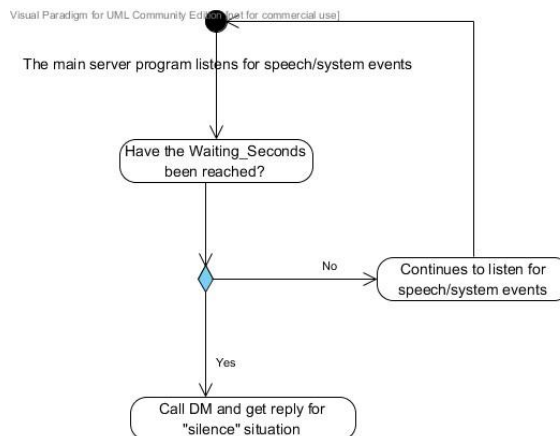 Visual Paradigm for UML Community Edition [not for commercial use]
The main server program listens for speech/system events
Have the Waiting_Seconds
been reached?
No
Continues to listen for
speech/system events
Yes
Call DM and get reply for
"silence" situation